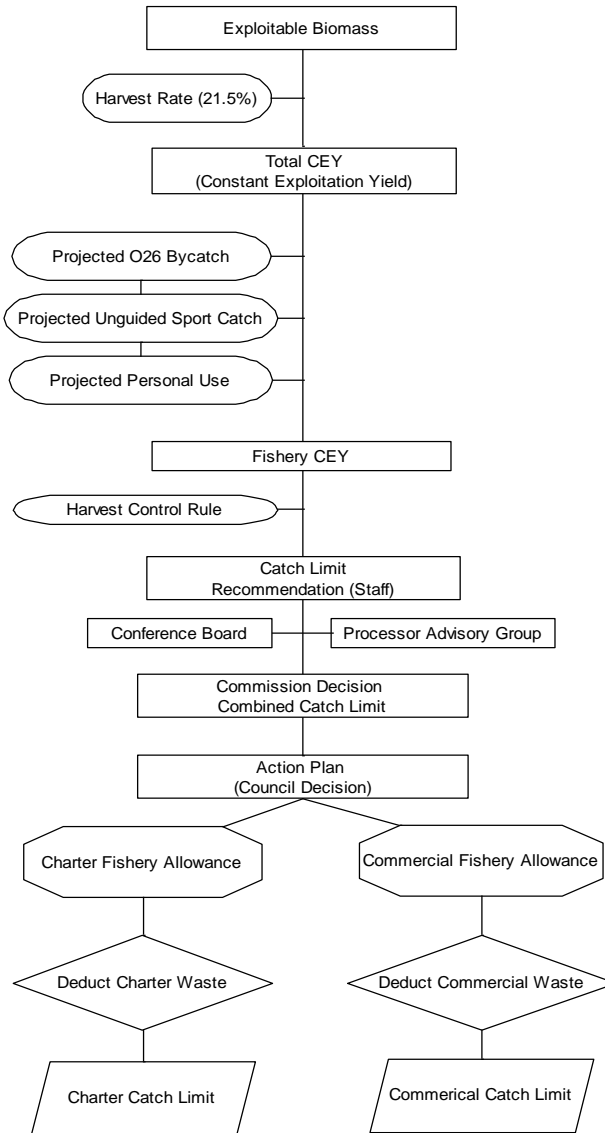 Exploitable Biomass
Harvest Rate (21.5%)
Total CEY
(Constant Exploitation Yield)
Projected O26 Bycatch
Projected Unguided Sport Catch
Projected Personal Use
Fishery CEY
Harvest Control Rule
Catch Limit
Recommendation (Staff)
Conference Board
Processor Advisory Group
Commission Decision
Combined Catch Limit
Action Plan
(Council Decision)
Charter Fishery Allowance
Commercial Fishery Allowance
Deduct Charter Waste
Deduct Commercial Waste
Charter Catch Limit
Commerical Catch Limit